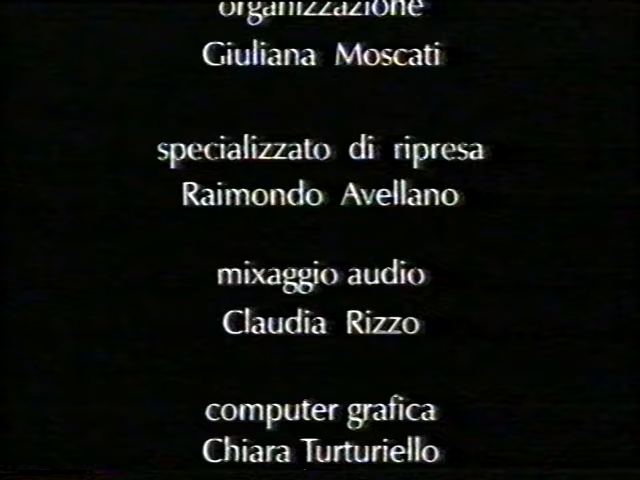 organizzazione
Giuliana Moscati
specializzato di ripresa
Raimondo Avellano
mixaggio audio
Claudia Rizzo
computer grafica
Chiara Turturiello